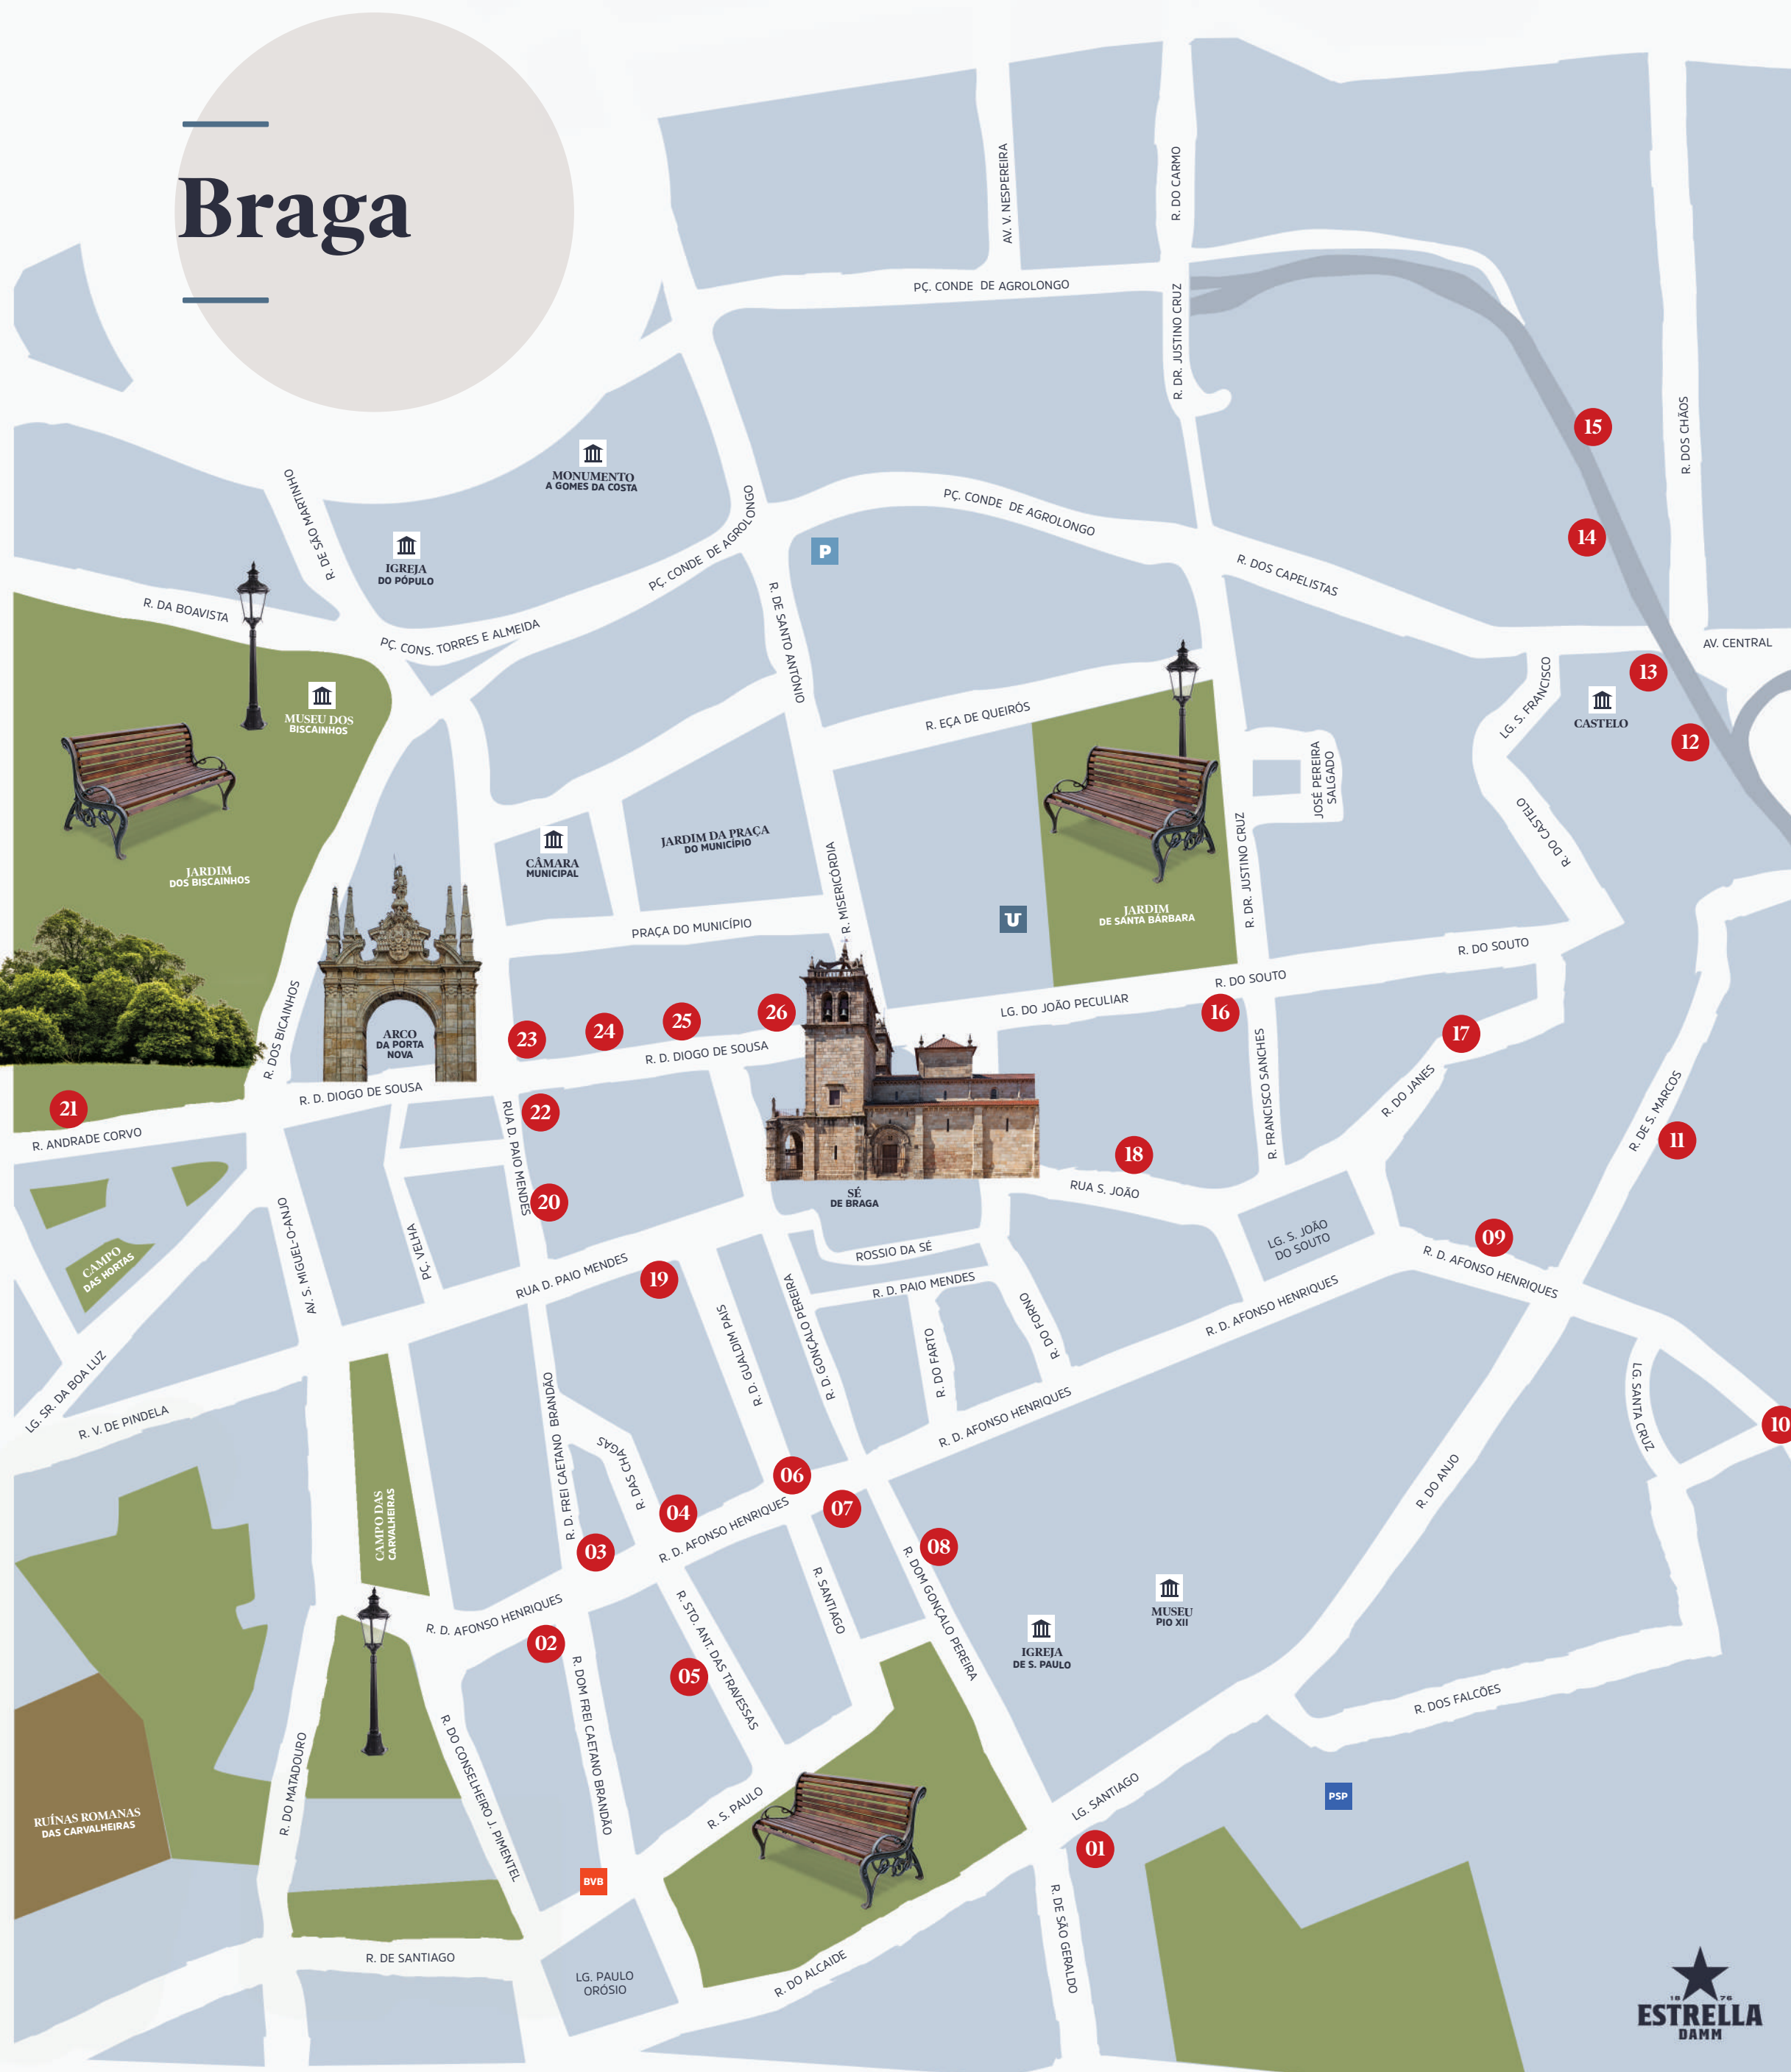 Braga
AV. V. NESPEREIRA
R. DO CARMO
PÇ. CONDE DE AGROLONGO
R. DR. JUSTINO CRUZ
R. DOS CHÃOS
15
14
MONUMENTO
A GOMES DA COSTA
R. DE SÃO MARTINHO
IGREJA
DO PÓPULO
PÇ. CONDE DE AGROLONGO
PÇ. CONDE DE AGROLONGO
P
R. DOS CAPELISTAS
R. DA BOAVISTA
PÇ. CONS. TORRES E ALMEIDA
R. DE SANTO ANTÓNIO
AV. CENTRAL
13
LG. S. FRANCISCO
CASTELO
12
MUSEU DOS
BISCAINHOS
R. EÇA DE QUEIRÓS
JOSÉ PEREIRA
SALGADO
R. DO CASTELO
JARDIM
DOS BISCAINHOS
CÂMARA
MUNICIPAL
JARDIM DA PRAÇA
DO MUNICÍPIO
R. MISERICÓRDIA
PRAÇA DO MUNICÍPIO
U
JARDIM
DE SANTA BÁRBARA
R. DR. JUSTINO CRUZ
R. DO SOUTO
R. DO SOUTO
LG. DO JOÃO PECULIAR
16
R. DOS BICAINHOS
ARCO
DA PORTA
NOVA
23
24
25
26
R. D. DIOGO DE SOUSA
R. D. DIOGO DE SOUSA
17
R. DO JANES
R. FRANCISCO SANCHES
R. DE S. MARCOS
11
21
R. ANDRADE CORVO
22
RUA D. PAIO MENDES
20
SÉ
DE BRAGA
18
RUA S. JOÃO
LG. S. JOÃO
DO SOUTO
09
R. D. AFONSO HENRIQUES
CAMPO
DAS HORTAS
AV. S. MIGUEL-O-ANJO
PÇ. VELHA
RUA D. PAIO MENDES
19
ROSSIO DA SÉ
R. D. PAIO MENDES
R. D. GUALDIM PAIS
R. D. GONÇALO PEREIRA
R. DO FARTO
R. DO FORNO
R. D. AFONSO HENRIQUES
R. D. AFONSO HENRIQUES
LG. SANTA CRUZ
10
LG. SR. DA BOA LUZ
R. V. DE PINDELA
R. D. FREI CAETANO BRANDÃO
R. DAS CHAGAS
CAMPO DAS
CARVALHEIRAS
03
04
06
07
08
R. D. AFONSO HENRIQUES
R. D. AFONSO HENRIQUES
02
05
R. STO. ANT. DAS TRAVESSAS
R. SANTIAGO
R. DOM GONÇALO PEREIRA
R. DO ANJO
MUSEU
PIO XII
IGREJA
DE S. PAULO
R. DOS FALCÕES
R. DO MATADOURO
R. DO CONSELHEIRO J. PIMENTEL
R. DOM FREI CAETANO BRANDÃO
R. S. PAULO
LG. SANTIAGO
PSP
01
RUÍNAS ROMANAS
DAS CARVALHEIRAS
BVB
R. DE SANTIAGO
LG. PAULO
ORÓSIO
R. DO ALCAIDE
R. DE SÃO GERALDO
18 76
ESTRELLA
DAMM